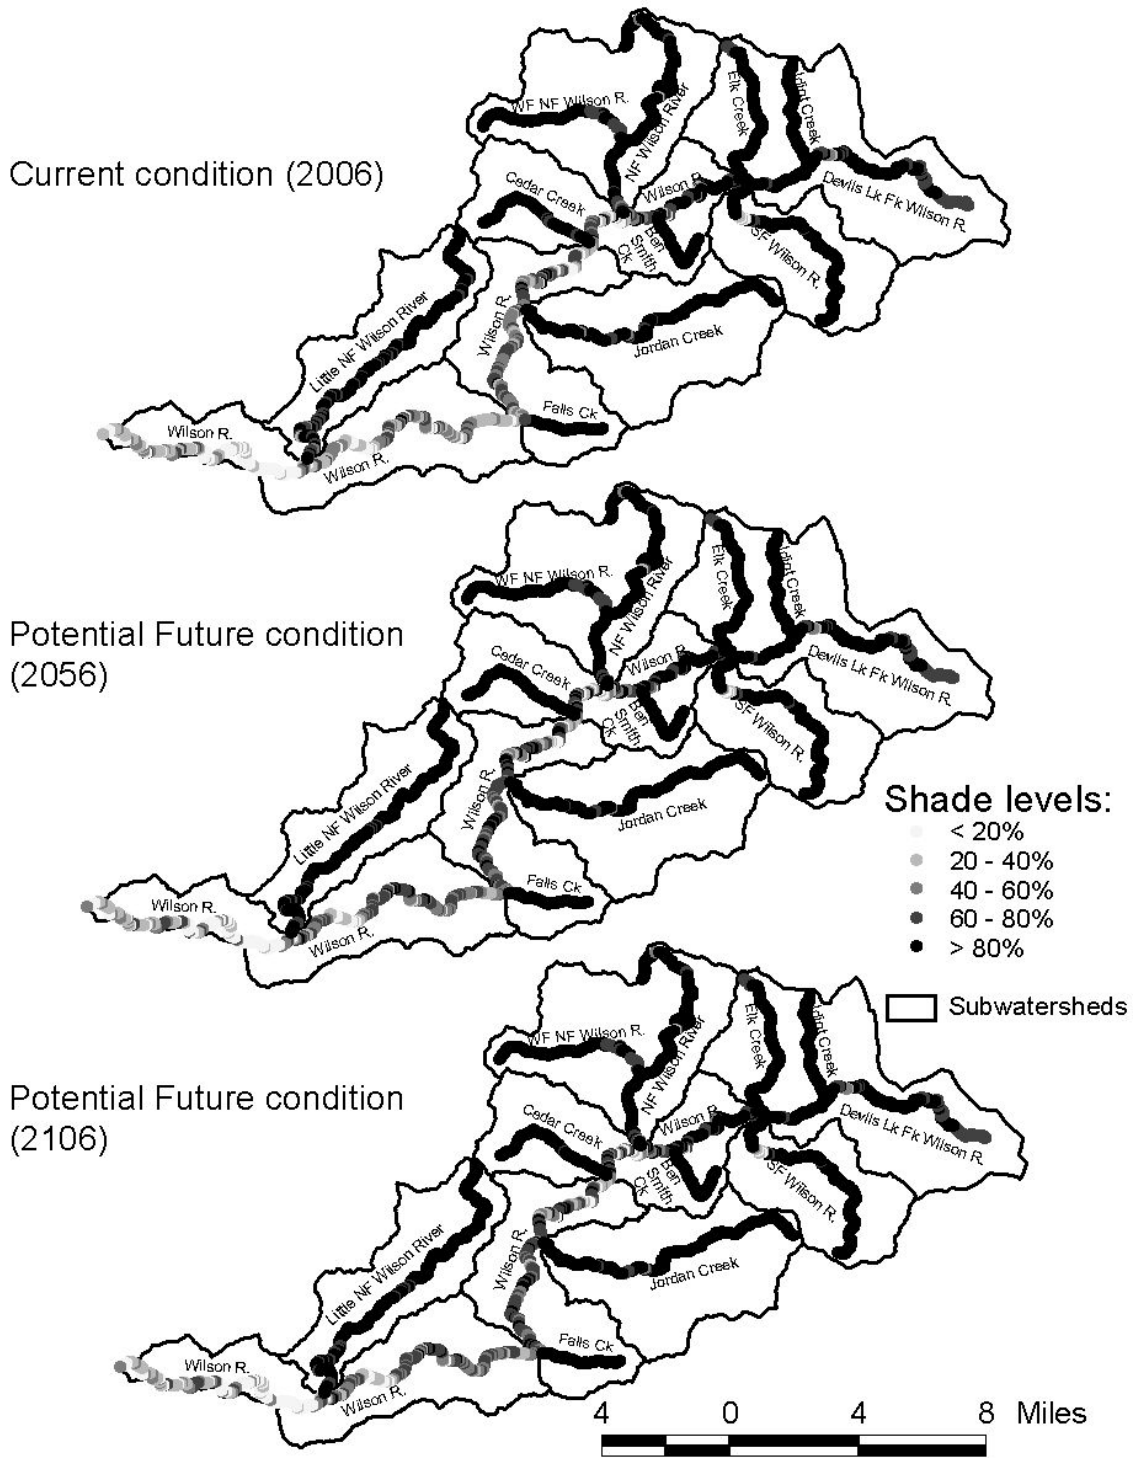 Current condition (2006)
WF NF Wilson R.
NF Wilson River
Elk Creek
Idiot Creek
Devils Lk Fk Wilson R.
Wilson R.
Cedar Creek
Ben
Smith
Ck
SF Wilson R.
Wilson R.
Jordan Creek
Little NF Wilson River
Falls Ck
Wilson R.
Wilson R.
Potential Future condition
(2056)
WF NF Wilson R.
NF Wilson River
Elk Creek
Idiot Creek
Devils Lk Fk Wilson R.
Wilson R.
Cedar Creek
Ben
Smith
Ck
SF Wilson R.
Wilson R.
Jordan Creek
Little NF Wilson River
Falls Ck
Wilson R.
Wilson R.
Shade levels:
< 20%
20 - 40%
40 - 60%
60 - 80%
> 80%
Subwatersheds
Potential Future condition
(2106)
WF NF Wilson R.
NF Wilson River
Elk Creek
Idiot Creek
Devils Lk Fk Wilson R.
Wilson R.
Cedar Creek
Ben
Smith
Ck
SF Wilson R.
Wilson R.
Jordan Creek
Little NF Wilson River
Falls Ck
Wilson R.
Wilson R.
4 0 4 8 Miles